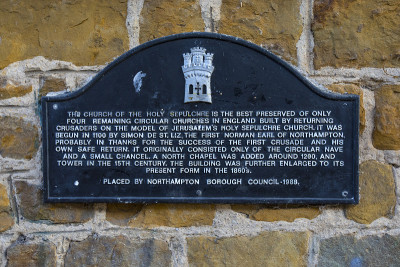 The Church of the Holy Sepulchre is the best preserved of only
four remaining circular churches in England built by returning
crusaders on the model of Jerusalem's Holy Sepulchre Church. It was
begun in 1100 by Simon de St. Liz, the first Norman Earl of Northampton,
probably in thanks for the success of the First Crusade and his
own safe return. It originally consisted only of the circular nave
and a small chancel. A north chapel was added around 1290, and
tower in the 15th century. The building was further enlarged to its
present form in the 1860's.
Placed by Northampton Borough Council-1988.